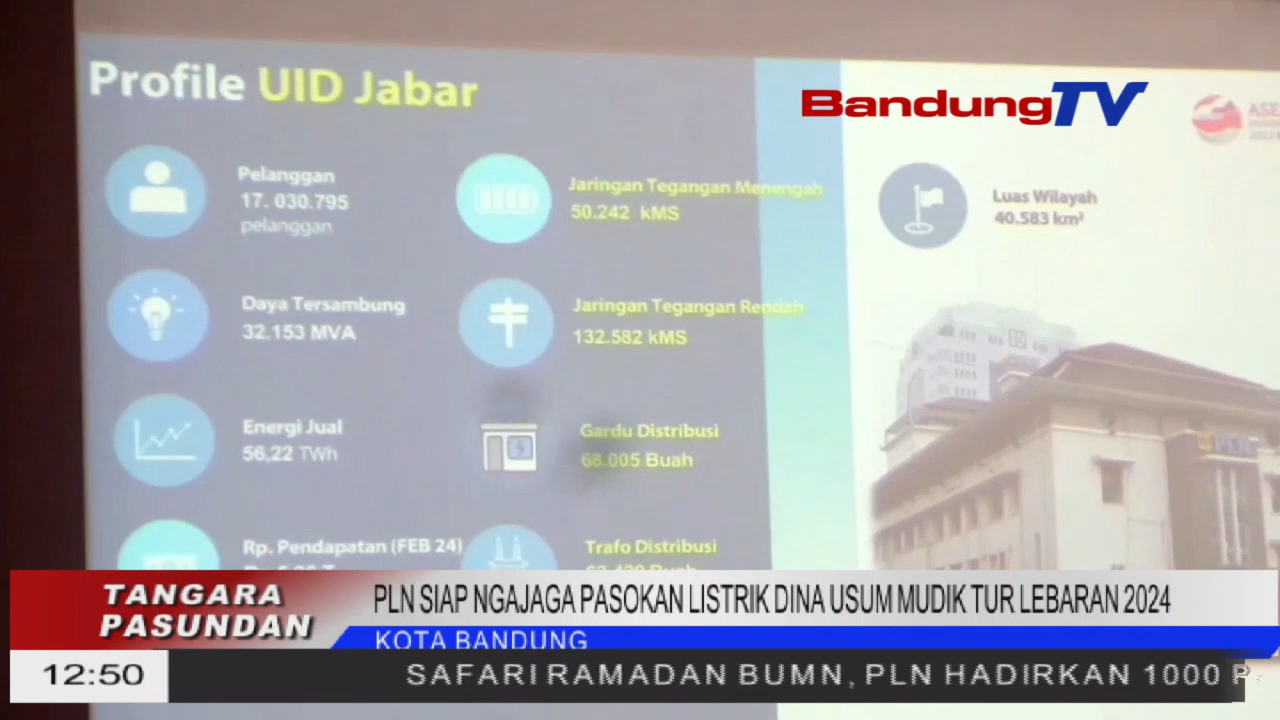 Profile UID Jabar
BandungTV
Pelanggan
17. 030.795
pelanggan
Jaringan Tegangan Menengah
50.242 kMS
Luas Wilayah
40.583 km²
Daya Tersambung
32.153 MVA
Jaringan Tegangan Rendah
132.582 kMS
Energi Jual
56,22 TWh
Gardu Distribusi
68.005 Buah
PLN
Rp. Pendapatan (FEB 24)
Trafo Distribusi
TANGARA
PASUNDAN
PLN SIAP NGAJAGA PASOKAN LISTRIK DINA USUM MUDIK TUR LEBARAN 2024
KOTA BANDUNG
12:50
SAFARI RAMADAN BUMN, PLN HADIRKAN 1000